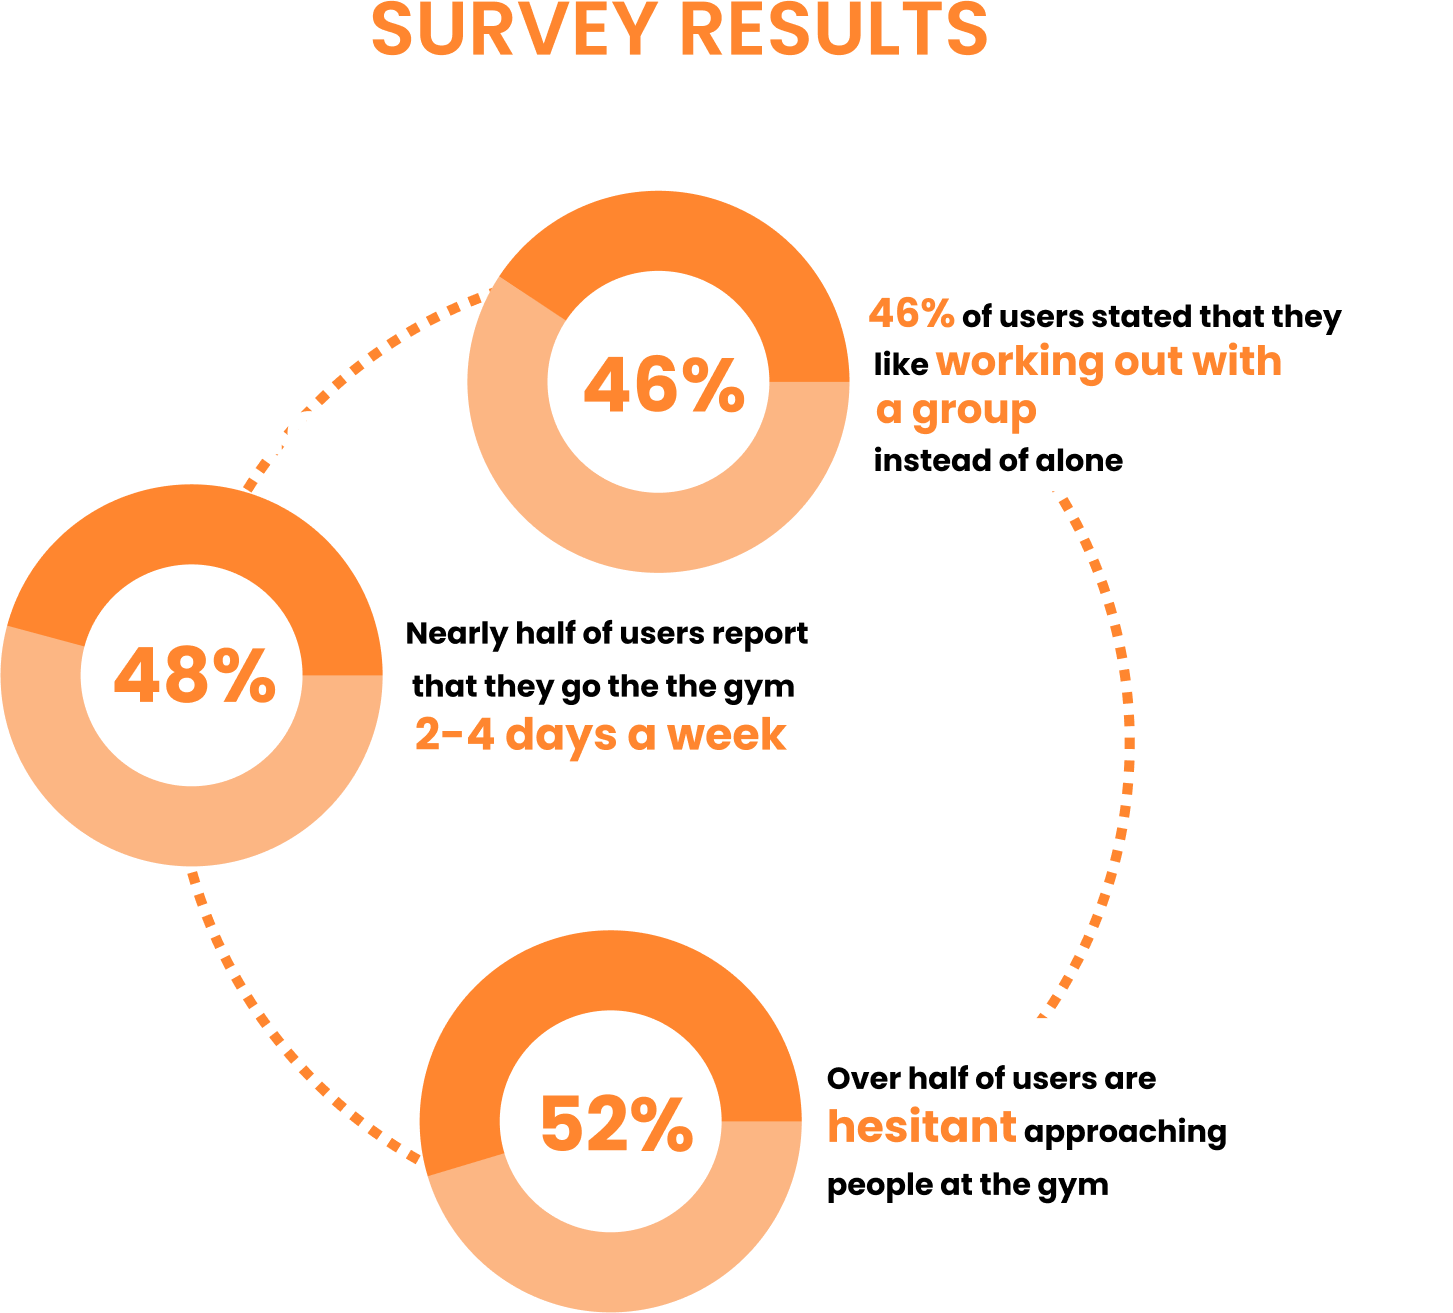 SURVEY RESULTS
46%
46% of users stated that they
like working out with
a group
instead of alone
48%
Nearly half of users report
that they go the the gym
2-4 days a week
52%
Over half of users are
hesitant approaching
people at the gym